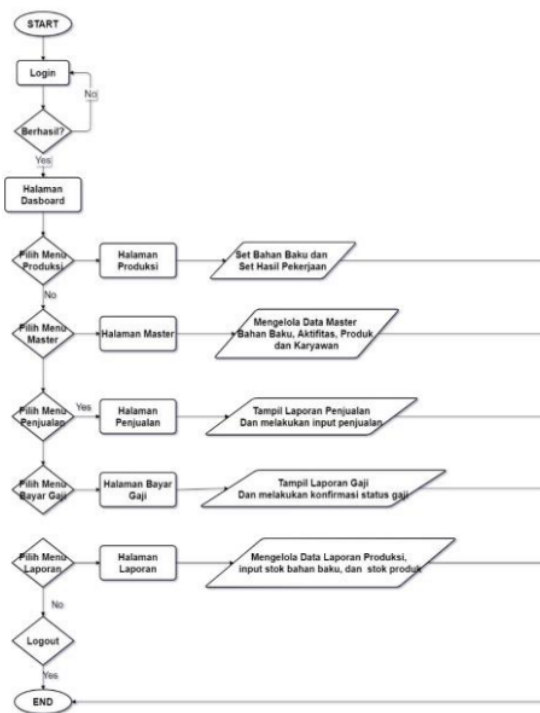 START
Login
No
Berhasil?
Yes
Halaman
Dasboard
Pilih Menu
Produksi
Halaman
Produksi
Set Bahan Baku dan
Set Hasil Pekerjaan
No
Pilih Menu
Master
Halaman Master
Mengelola Data Master
Bahan Baku, Aktifitas, Produk
dan Karyawan
Pilih Menu
Penjualan
Yes
Halaman
Penjualan
Tampil Laporan Penjualan
Dan melakukan input penjualan
Pilih Menu
Bayar Gaji
Halaman Bayar
Gaji
Tampil Laporan Gaji
Dan melakukan konfirmasi status gaji
Pilih Menu
Laporan
Halaman
Laporan
Mengelola Data Laporan Produksi,
input stok bahan baku, dan stok produk
No
Logout
Yes
END